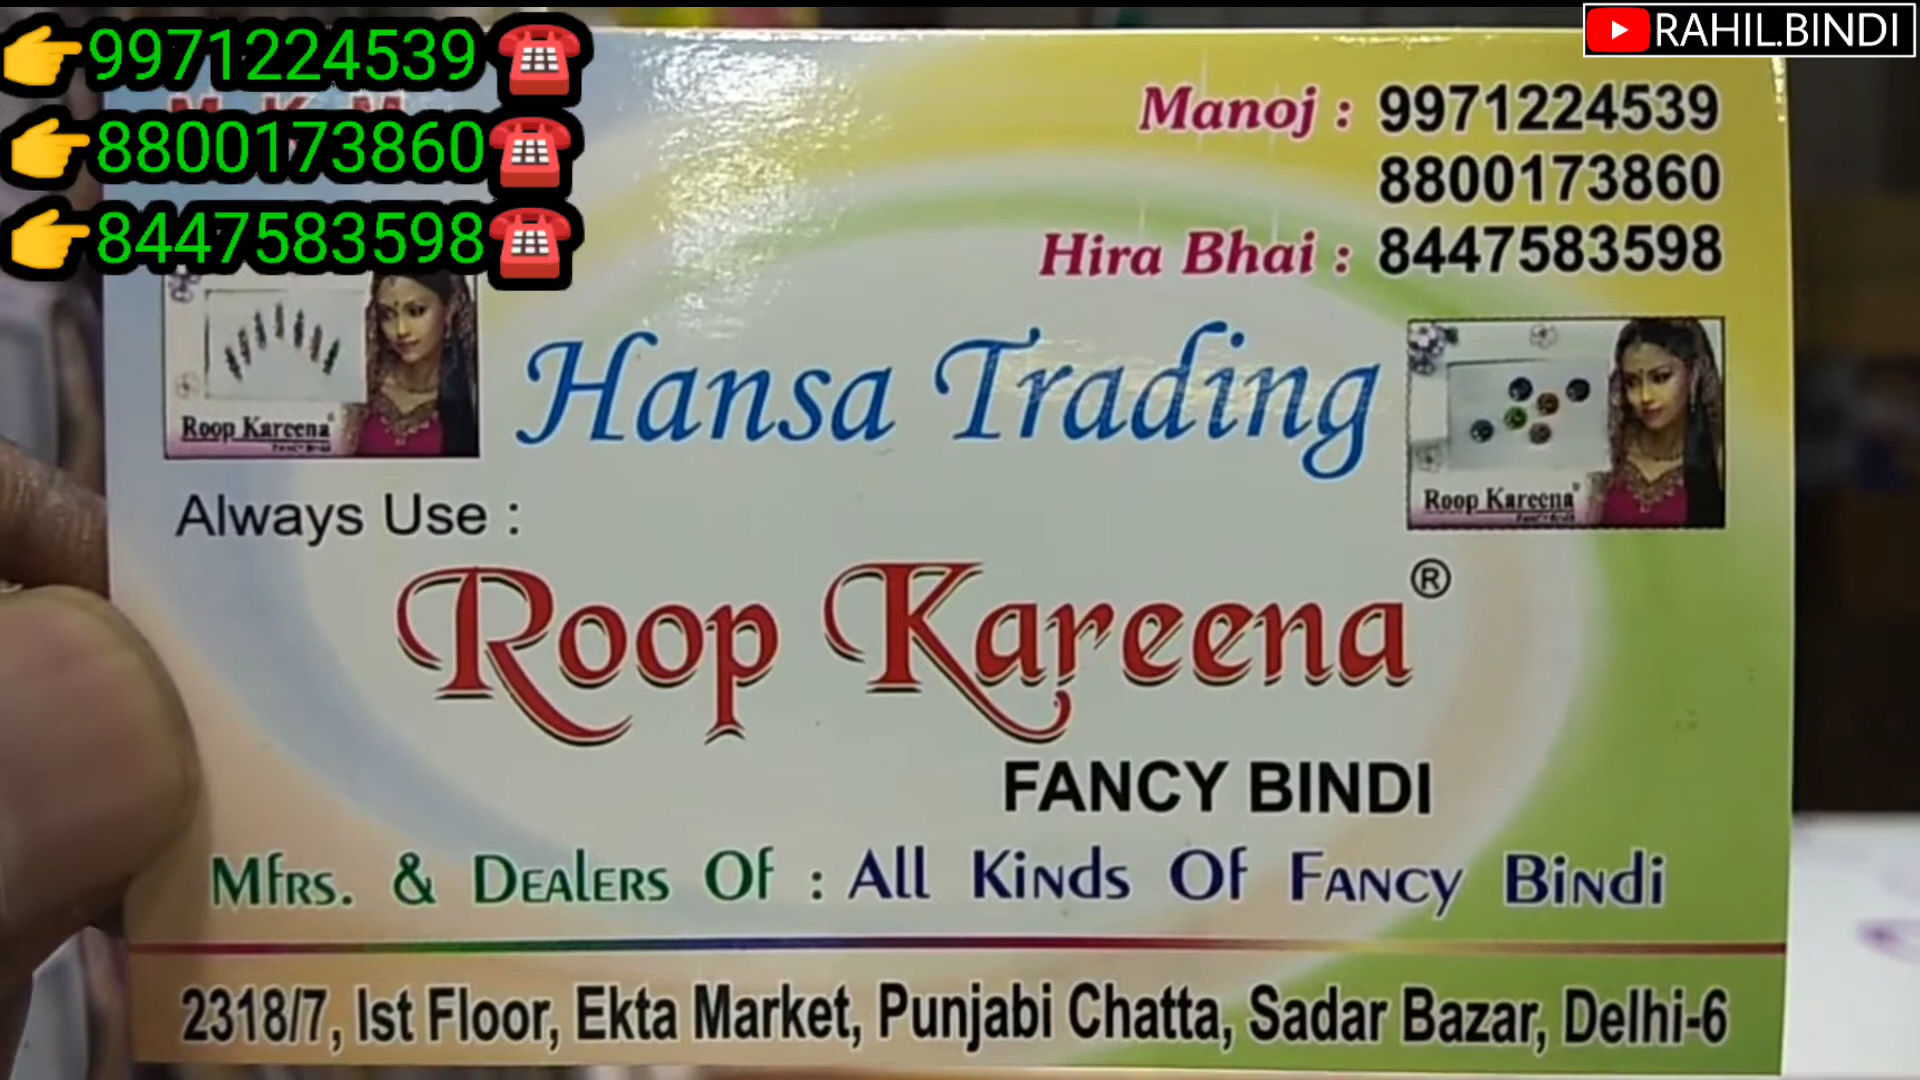 RAHIL.BINDI
9971224539
8800173860
8447583598
Manoj : 9971224539
8800173860
Hira Bhai : 8447583598
Hansa Trading
Roop Kareena
Roop Kareena
Always Use :
Roop Kareena®
FANCY BINDI
Mfrs. & Dealers Of : All Kinds Of Fancy Bindi
2318/7, Ist Floor, Ekta Market, Punjabi Chatta, Sadar Bazar, Delhi-6